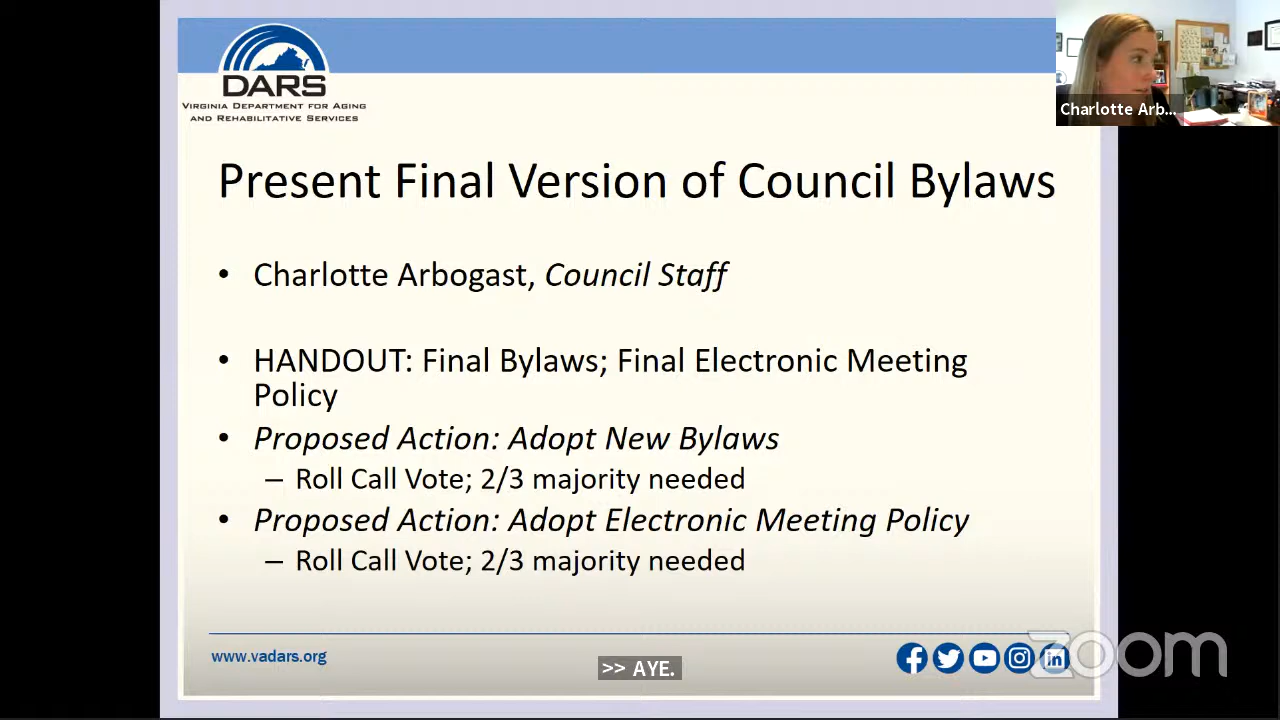 DARS
VIRGINIA DEPARTMENT FOR AGING
AND REHABILITATIVE SERVICES
Charlotte Arb...
Present Final Version of Council Bylaws
• Charlotte Arbogast, Council Staff
• HANDOUT: Final Bylaws; Final Electronic Meeting
Policy
• Proposed Action: Adopt New Bylaws
– Roll Call Vote; 2/3 majority needed
• Proposed Action: Adopt Electronic Meeting Policy
– Roll Call Vote; 2/3 majority needed
www.vadars.org
>> AYE.
zoom